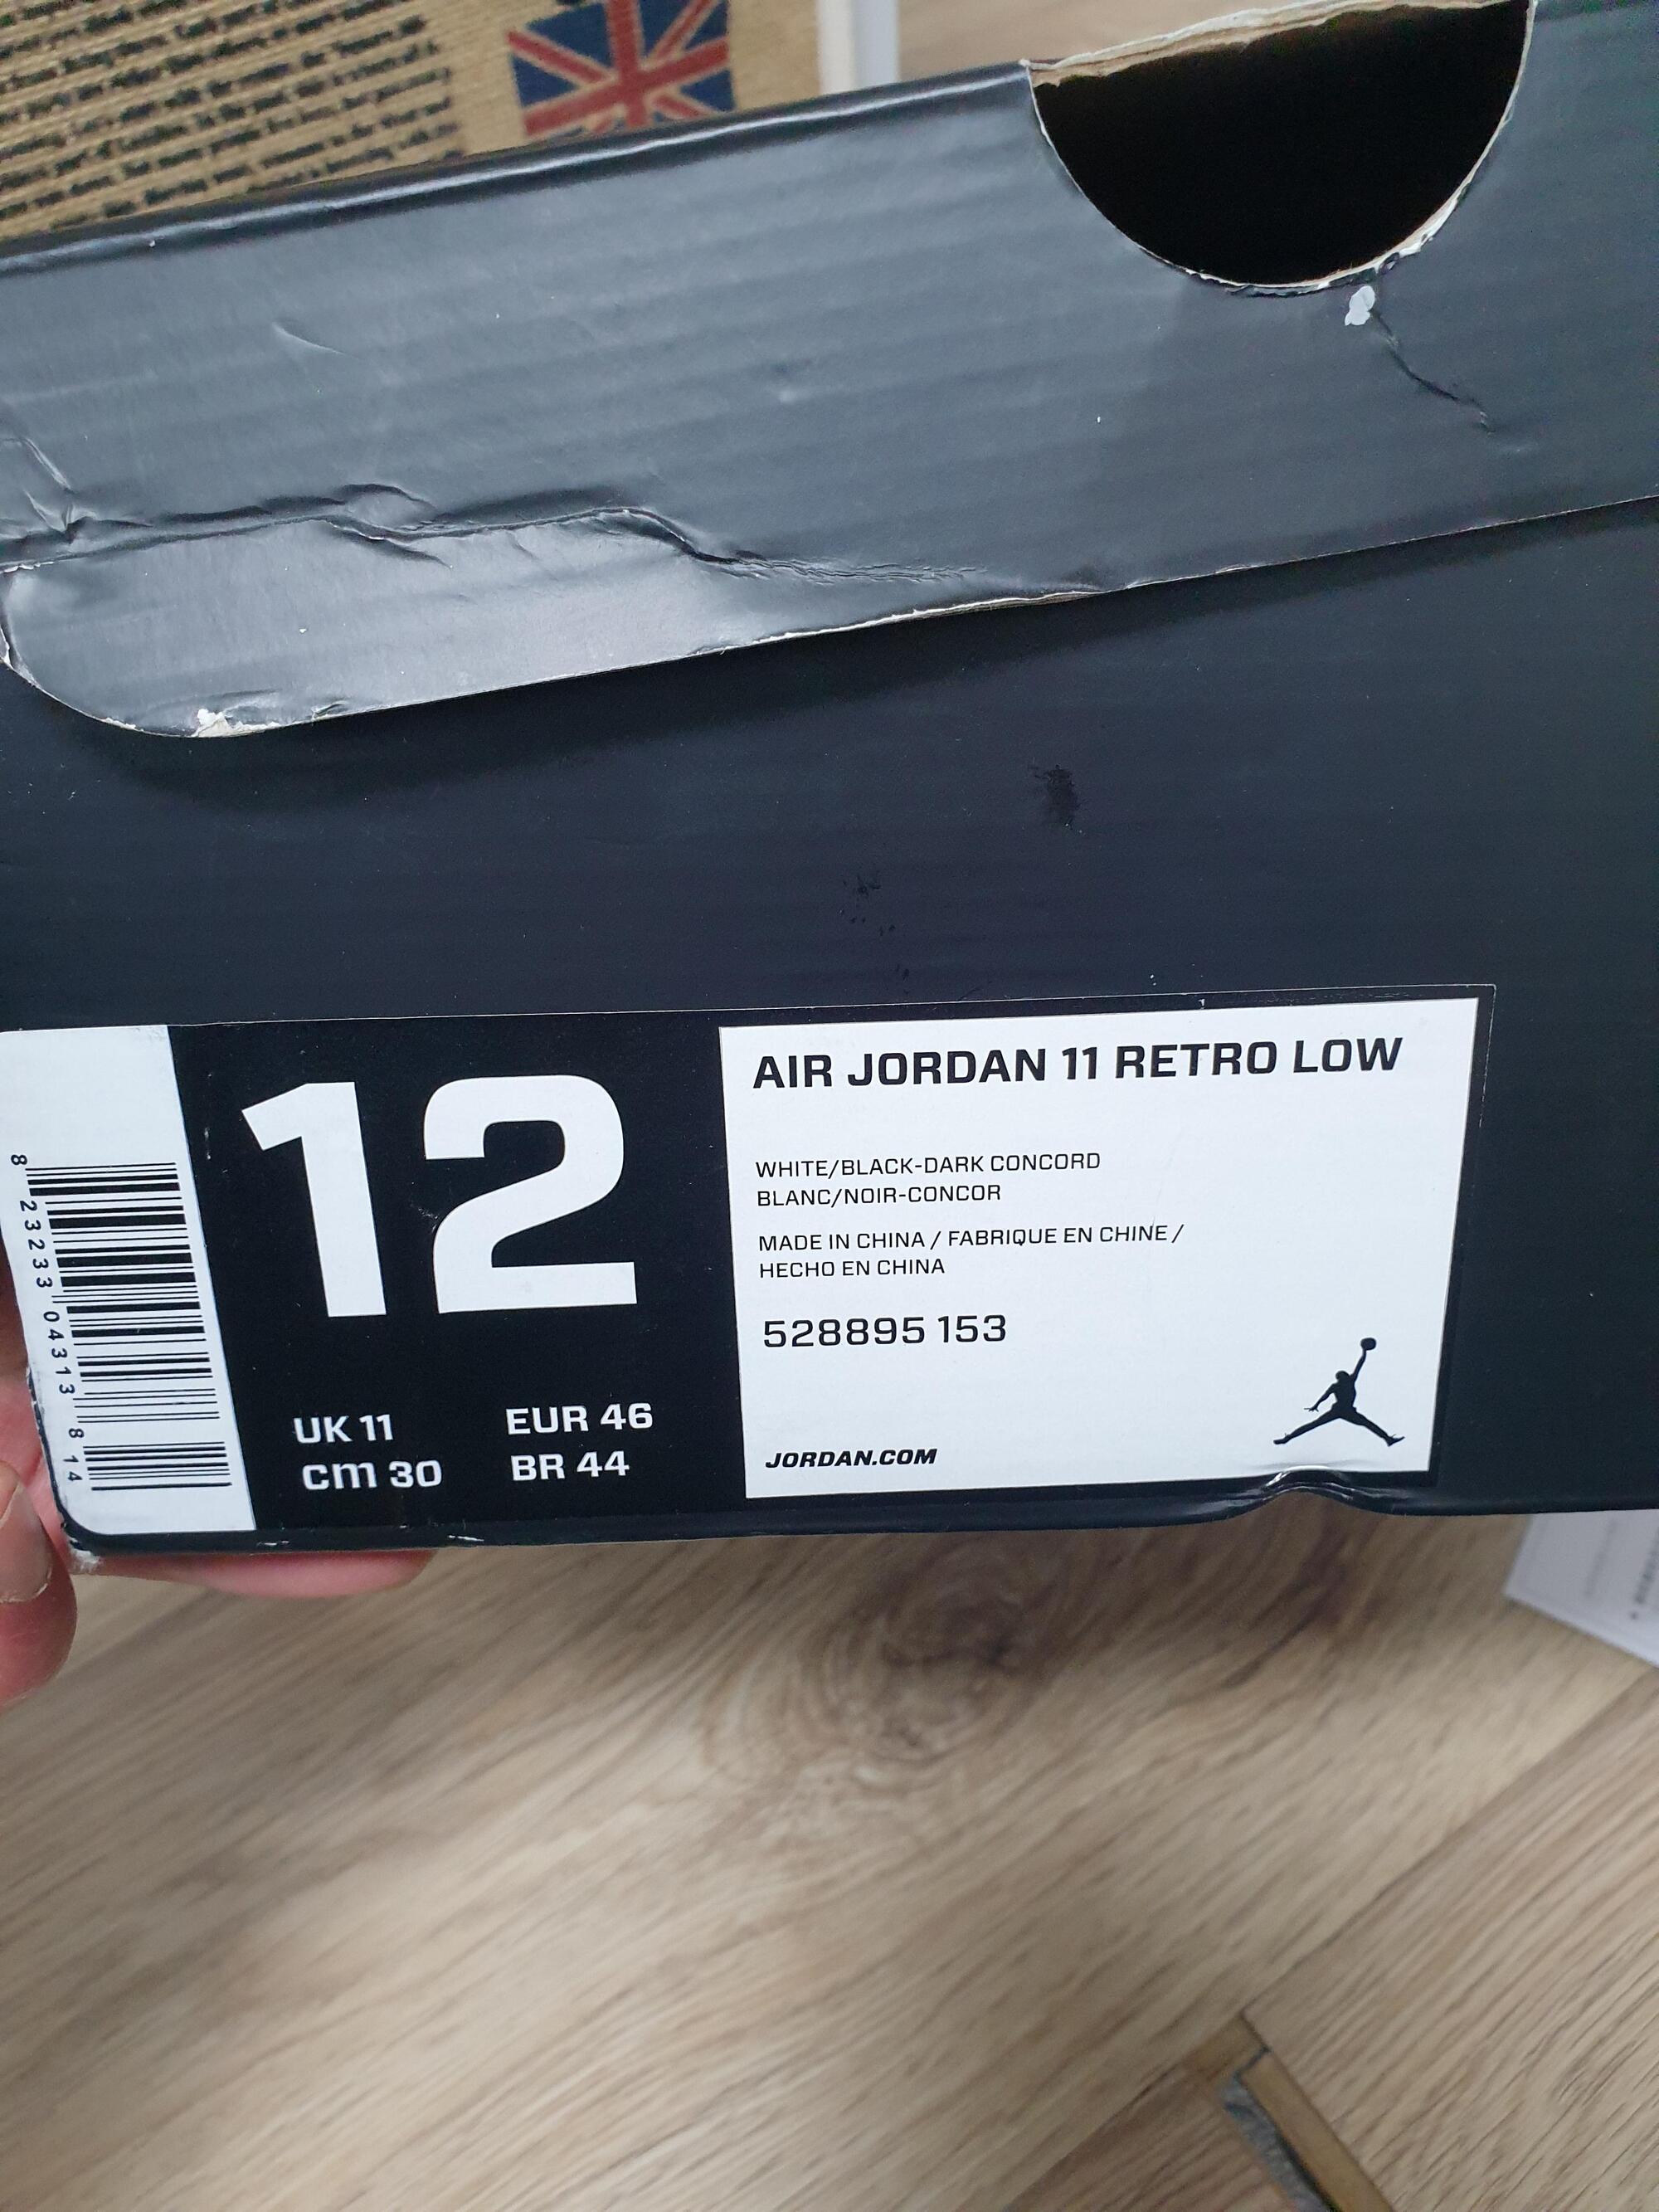 AIR JORDAN 11 RETRO LOW
WHITE/BLACK-DARK CONCORD
BLANC/NOIR-CONCOR
MADE IN CHINA / FABRIQUE EN CHINE /
HECHO EN CHINA
528895 153
JORDAN.COM
12
UK 11 EUR 46
cm 30 BR 44
8 23233 04313 8 14